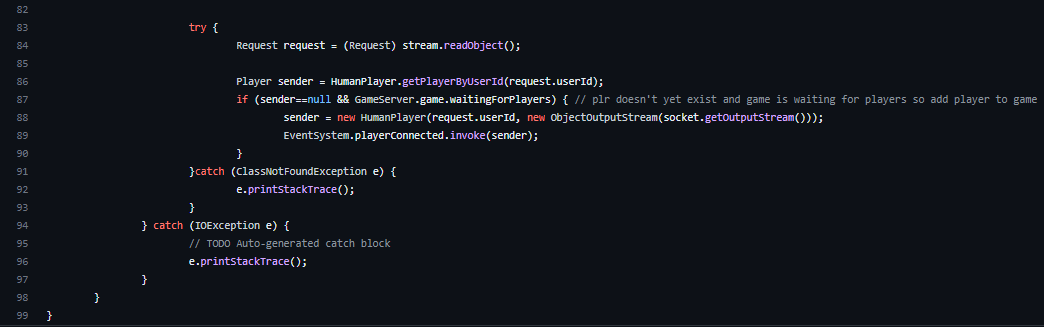 82
83 try {
84 Request request = (Request) stream.readObject();
85
86 Player sender = HumanPlayer.getPlayerByUserId(request.userId);
87 if (sender==null && GameServer.game.waitingForPlayers) { // plr doesn't yet exist and game is waiting for players so add player to game
88 sender = new HumanPlayer(request.userId, new ObjectOutputStream(socket.getOutputStream()));
89 EventSystem.playerConnected.invoke(sender);
90 }
91 }catch (ClassNotFoundException e) {
92 e.printStackTrace();
93 }
94 } catch (IOException e) {
95 // TODO Auto-generated catch block
96 e.printStackTrace();
97 }
98 }
99 }